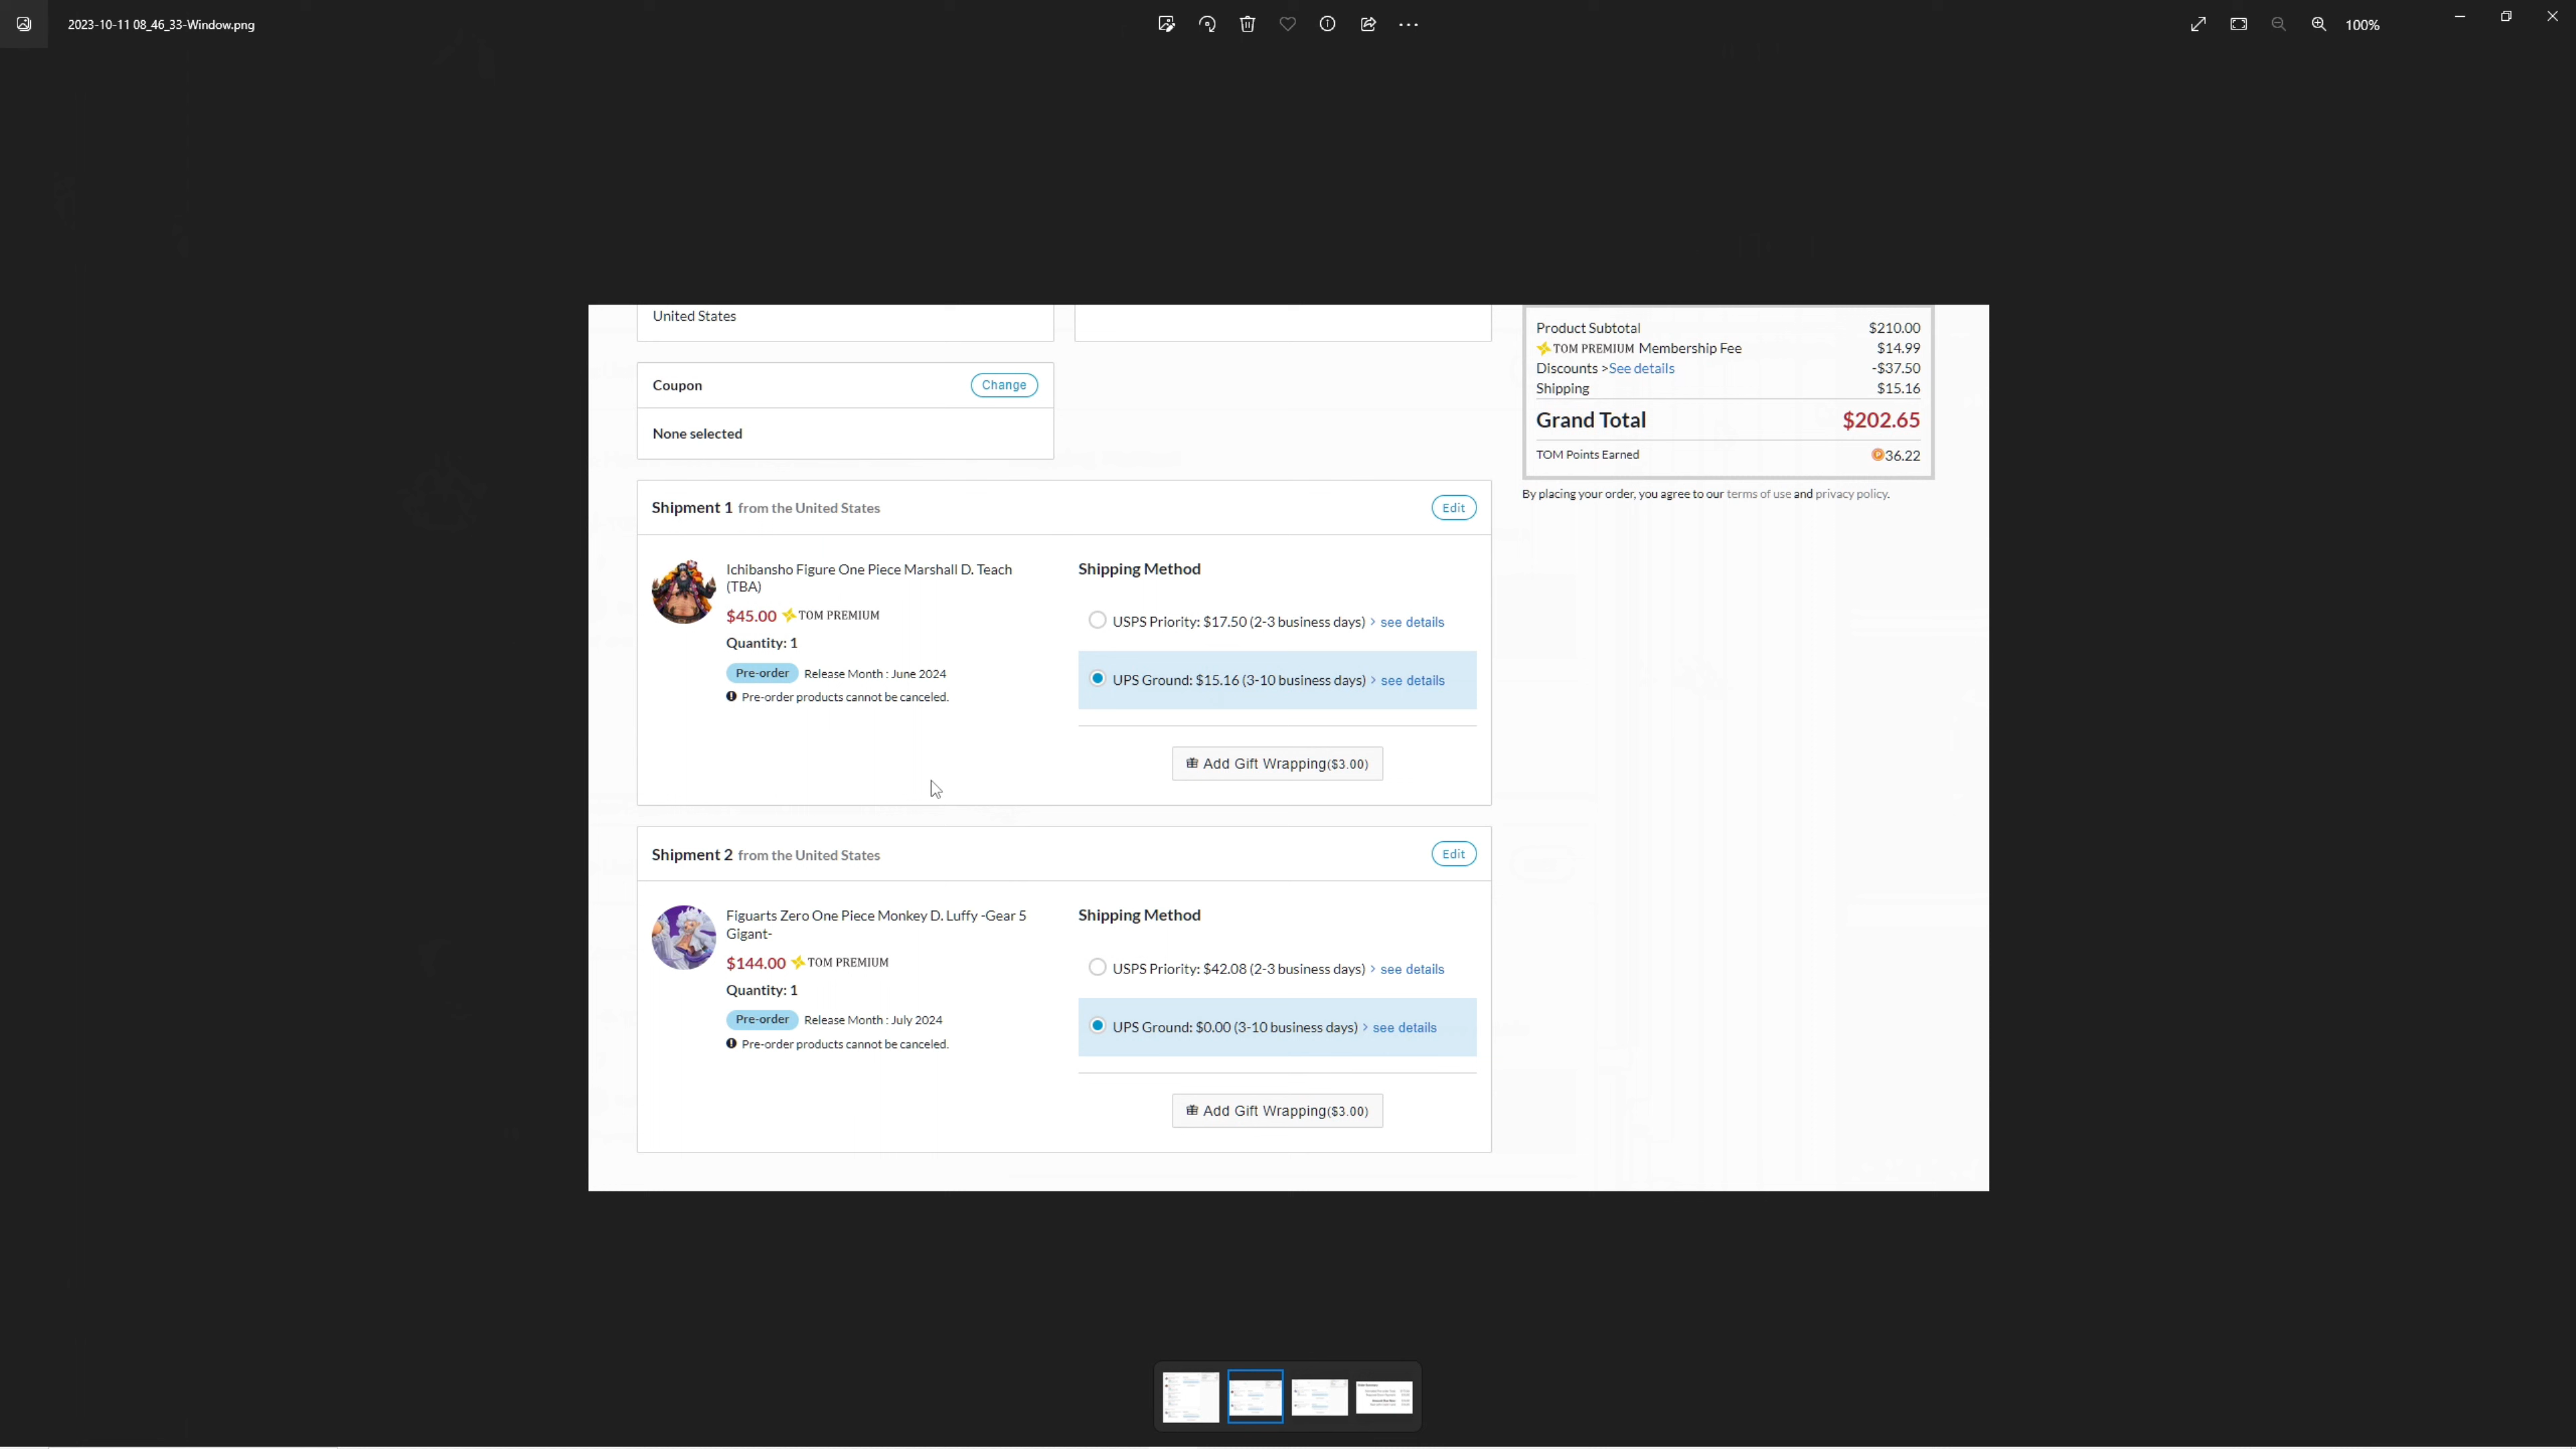 2023-10-11 08_46_33-Window.png
100%
United States
Coupon
Change
None selected
Product Subtotal $210.00
TOM PREMIUM Membership Fee $14.99
Discounts >See details -$37.50
Shipping $15.16
Grand Total $202.65
TOM Points Earned P36.22
By placing your order, you agree to our terms of use and privacy policy.
Shipment 1 from the United States
Edit
Ichibansho Figure One Piece Marshall D. Teach
(TBA)
$45.00 TOM PREMIUM
Quantity: 1
Pre-order Release Month : June 2024
Pre-order products cannot be canceled.
Shipping Method
USPS Priority: $17.50 (2-3 business days) > see details
UPS Ground: $15.16 (3-10 business days) > see details
Add Gift Wrapping($3.00)
Shipment 2 from the United States
Edit
Figuarts Zero One Piece Monkey D. Luffy -Gear 5
Gigant-
$144.00 TOM PREMIUM
Quantity: 1
Pre-order Release Month : July 2024
Pre-order products cannot be canceled.
Shipping Method
USPS Priority: $42.08 (2-3 business days) > see details
UPS Ground: $0.00 (3-10 business days) > see details
Add Gift Wrapping($3.00)